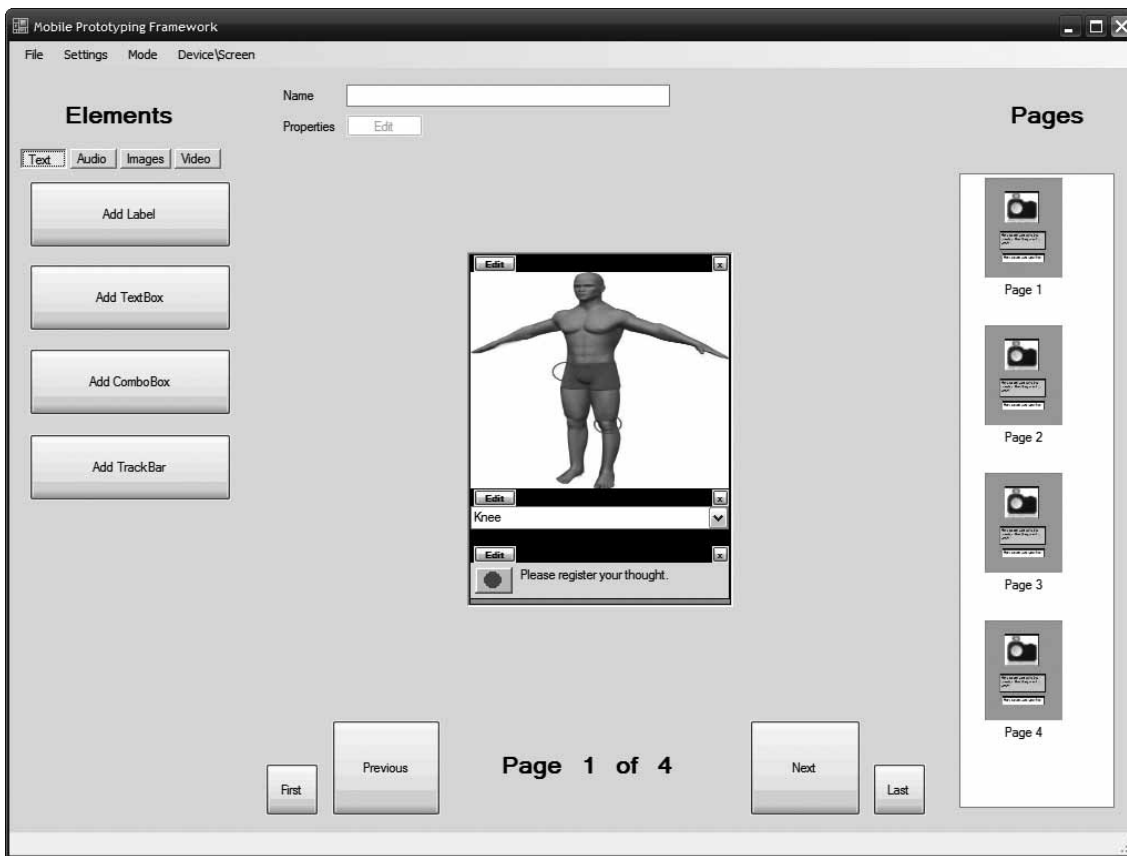 Mobile Prototyping Framework
File Settings Mode Device\Screen
Elements
Text Audio Images Video
Add Label
Add TextBox
Add ComboBox
Add TrackBar
Name
Properties Edit
Edit x
Edit x
Knee
Edit x
Please register your thought.
First
Previous
Page 1 of 4
Next
Last
Pages
Page 1
Page 2
Page 3
Page 4